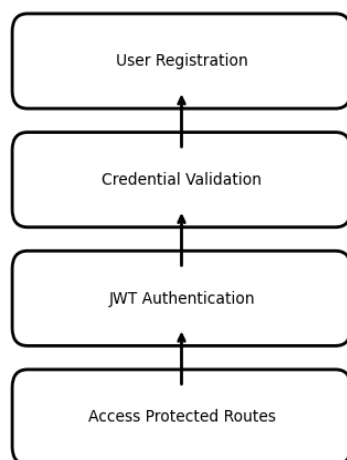 User Registration
Credential Validation
JWT Authentication
Access Protected Routes